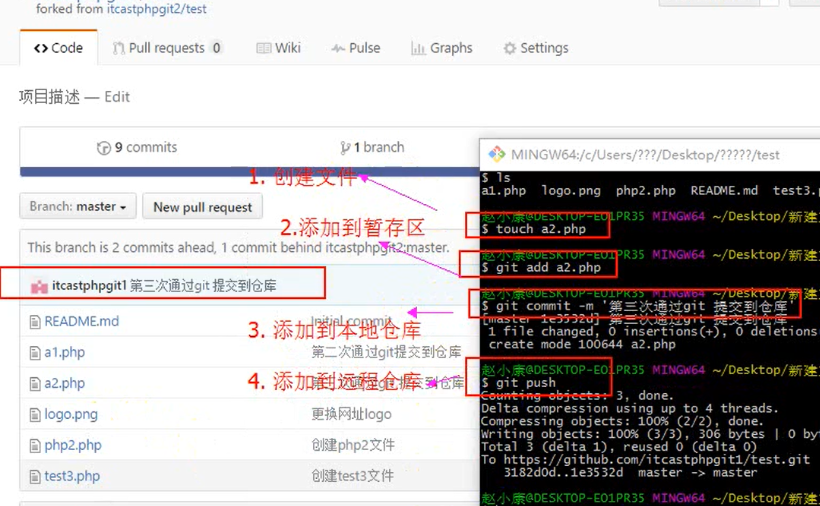 forked from itcastphpgit2/test
Code Pull requests 0 Wiki Pulse Graphs Settings
项目描述 — Edit
9 commits 1 branch
Branch: master New pull request
This branch is 2 commits ahead, 1 commit behind itcastphpgit2:master.
itcastphpgit1 第三次通过git 提交到仓库
README.md Initial commit
a1.php 第二次通过git提交到仓库
a2.php
logo.png 更换网址logo
php2.php 创建php2文件
test3.php 创建test3文件
1. 创建文件
2.添加到暂存区
3. 添加到本地仓库
4. 添加到远程仓库
MINGW64:/c/Users/???/Desktop/?????/test
$ ls
a1.php logo.png php2.php README.md test3.p
赵小康@DESKTOP-EO1PR35 MINGW64 ~/Desktop/新建
$ touch a2.php
赵小康@DESKTOP-EO1PR35 MINGW64 ~/Desktop/新建
$ git add a2.php
赵小康@DESKTOP-EO1PR35 MINGW64 ~/Desktop/新建
$ git commit -m '第三次通过git 提交到仓库'
[master 1e3532d] 第三次通过git 提交到仓库
1 file changed, 0 insertions(+), 0 deletions
create mode 100644 a2.php
赵小康@DESKTOP-EO1PR35 MINGW64 ~/Desktop/新建
$ git push
Counting objects: 3, done.
Delta compression using up to 4 threads.
Compressing objects: 100% (2/2), done.
Writing objects: 100% (3/3), 306 bytes | 0 by
Total 3 (delta 1), reused 0 (delta 0)
To https://github.com/itcastphpgit1/test.git
3182d0d..1e3532d master -> master
赵小康@DESKTOP-EO1PR35 MINGW64 ~/Desktop/新建